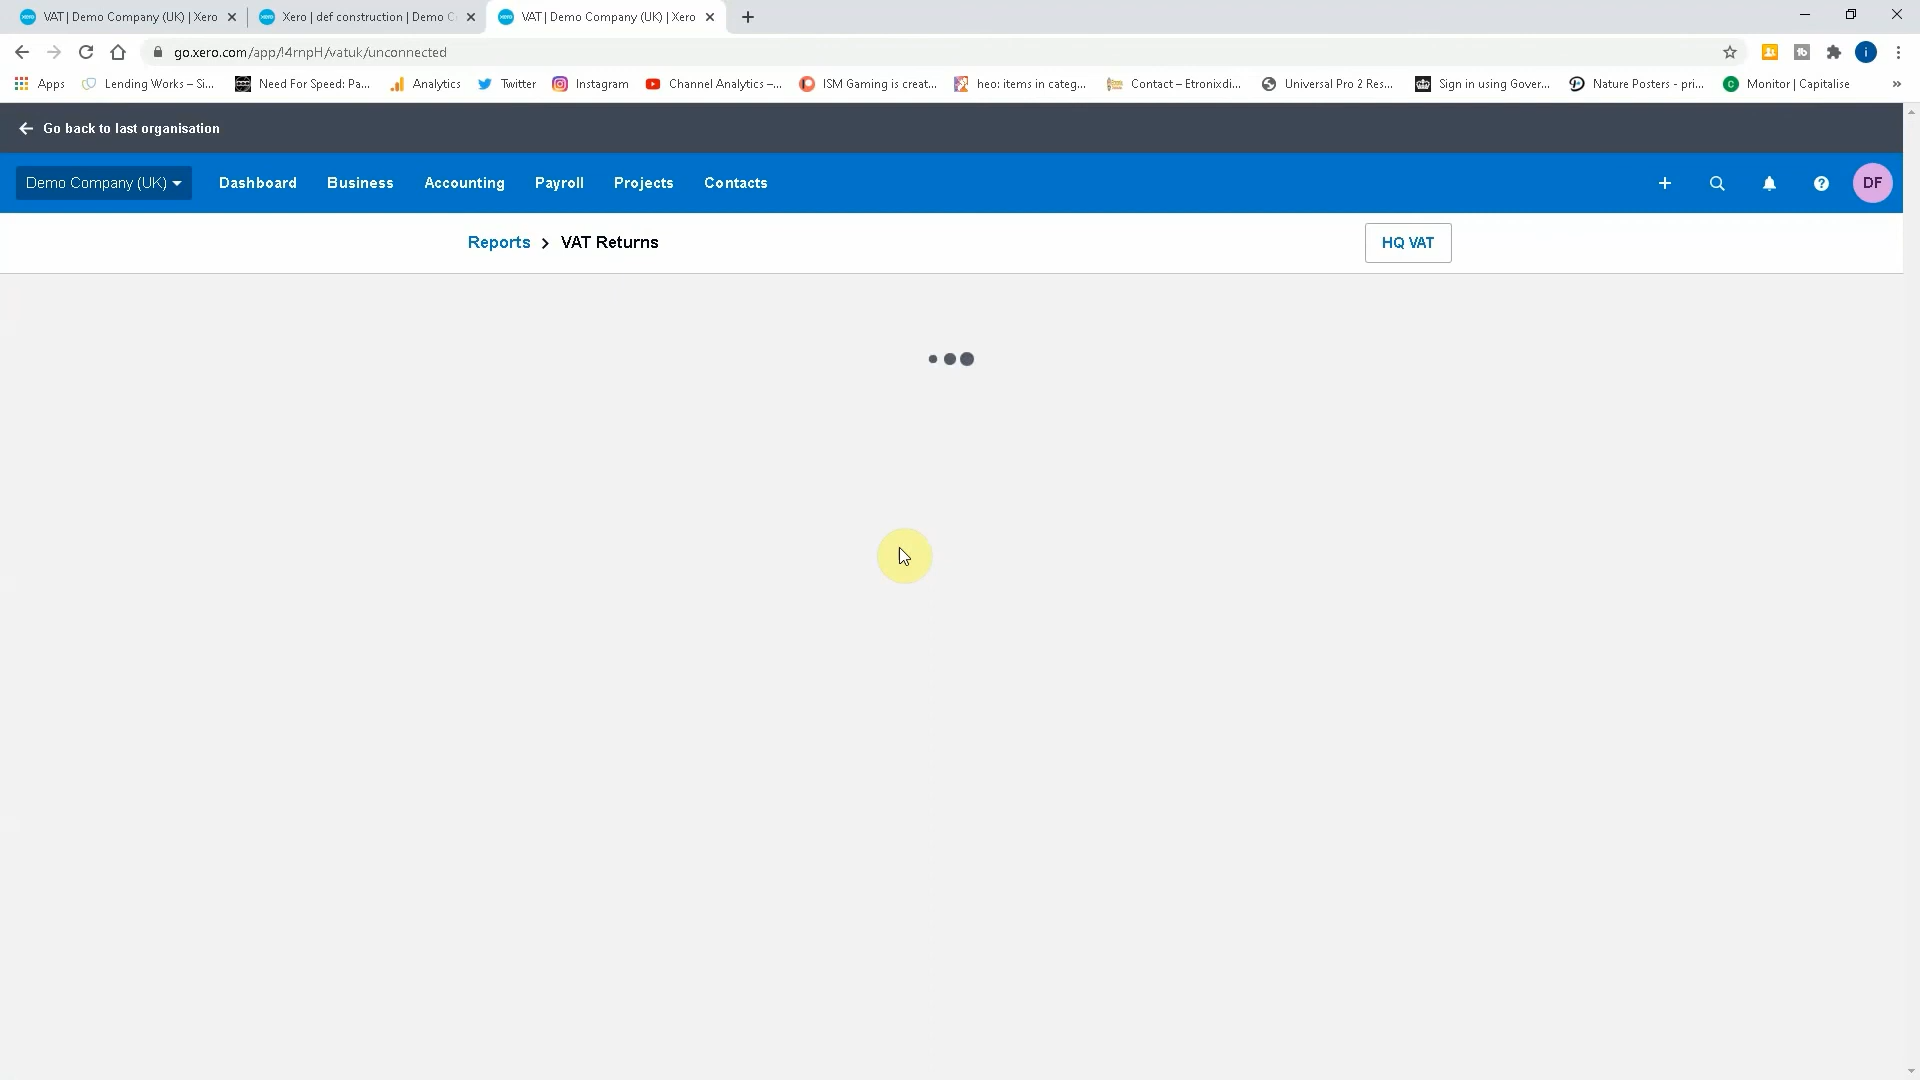 VAT | Demo Company (UK) | Xero
Xero | def construction | Demo C
VAT | Demo Company (UK) | Xero
go.xero.com/app/!4rnpH/vatuk/unconnected
i
Apps
Lending Works – Si...
Need For Speed: Pa...
Analytics
Twitter
Instagram
Channel Analytics –...
ISM Gaming is creat...
heo: items in categ...
Contact – Etronixdi...
Universal Pro 2 Res...
Sign in using Gover...
Nature Posters - pri...
Monitor | Capitalise
»
Go back to last organisation
Demo Company (UK)
Dashboard
Business
Accounting
Payroll
Projects
Contacts
DF
Reports > VAT Returns
HQ VAT